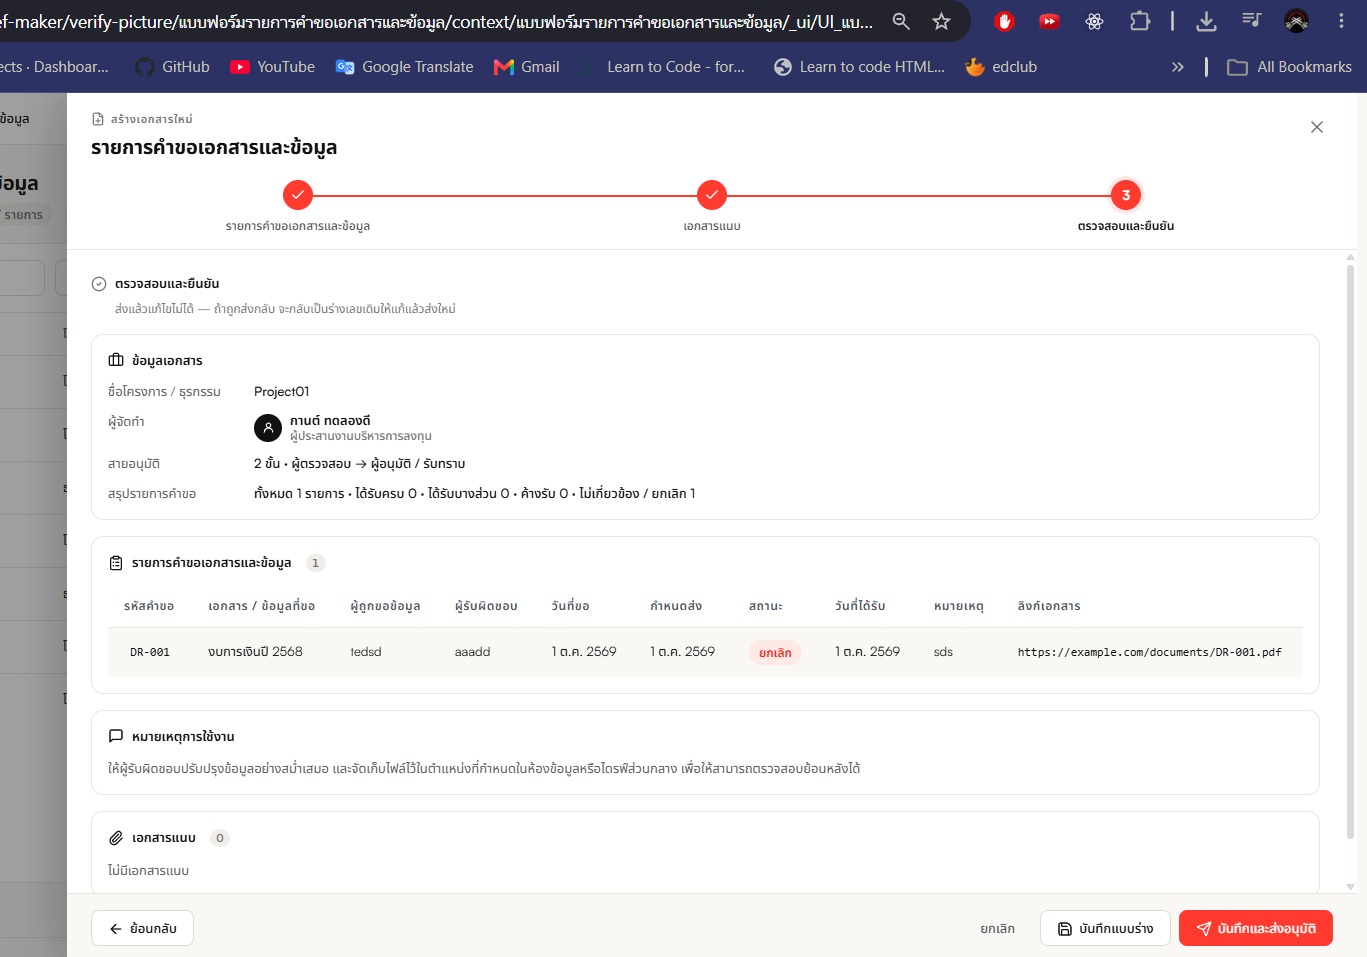 ef-maker/verify-picture/แบบฟอร์มรายการคำขอเอกสารและข้อมูล/context/แบบฟอร์มรายการคำขอเอกสารและข้อมูล/_ui/UI_แบ...
ects · Dashboar... GitHub YouTube Google Translate Gmail Learn to Code - for... Learn to code HTML... edclub » All Bookmarks
สร้างเอกสารใหม่
รายการคำขอเอกสารและข้อมูล
3
รายการคำขอเอกสารและข้อมูล เอกสารแนบ ตรวจสอบและยืนยัน
/ รายการ
ตรวจสอบและยืนยัน
ส่งแล้วแก้ไขไม่ได้ — ถ้าถูกส่งกลับ จะกลับเป็นร่างเลขเดิมให้แก้แล้วส่งใหม่
ข้อมูลเอกสาร
ชื่อโครงการ / ธุรกรรม Project01
ผู้จัดทำ กานต์ ทดลองดี
ผู้ประสานงานบริหารการลงทุน
สายอนุมัติ 2 ขั้น • ผู้ตรวจสอบ → ผู้อนุมัติ / รับทราบ
สรุปรายการคำขอ ทั้งหมด 1 รายการ • ได้รับครบ 0 • ได้รับบางส่วน 0 • ค้างรับ 0 • ไม่เกี่ยวข้อง / ยกเลิก 1
รายการคำขอเอกสารและข้อมูล 1
รหัสคำขอ เอกสาร / ข้อมูลที่ขอ ผู้ถูกขอข้อมูล ผู้รับผิดชอบ วันที่ขอ กำหนดส่ง สถานะ วันที่ได้รับ หมายเหตุ ลิงก์เอกสาร
DR-001 งบการเงินปี 2568 tedsd aaadd 1 ต.ค. 2569 1 ต.ค. 2569 ยกเลิก 1 ต.ค. 2569 sds https://example.com/documents/DR-001.pdf
หมายเหตุการใช้งาน
ให้ผู้รับผิดชอบปรับปรุงข้อมูลอย่างสม่ำเสมอ และจัดเก็บไฟล์ไว้ในตำแหน่งที่กำหนดในห้องข้อมูลหรือไดรฟ์ส่วนกลาง เพื่อให้สามารถตรวจสอบย้อนหลังได้
เอกสารแนบ 0
ไม่มีเอกสารแนบ
ย้อนกลับ ยกเลิก บันทึกแบบร่าง บันทึกและส่งอนุมัติ